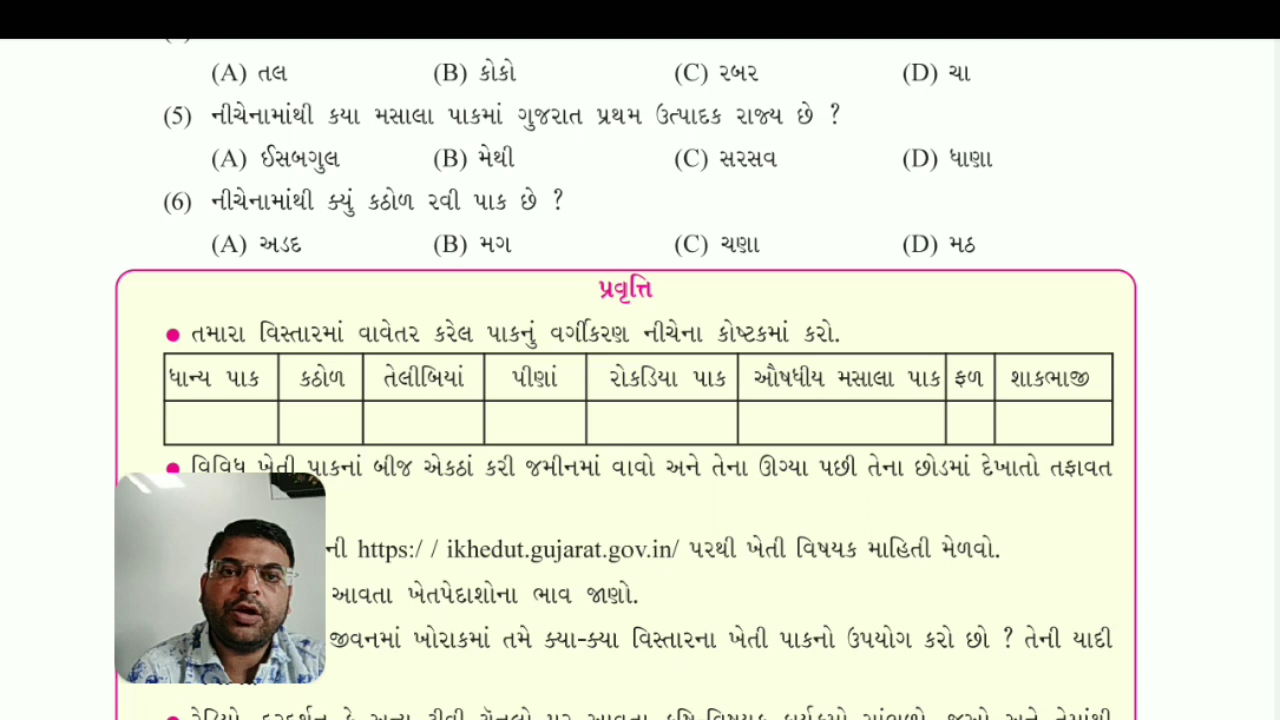 (A) તલ (B) કોકો (C) રબર (D) ચા
(5) નીચેનામાંથી કયા મસાલા પાકમાં ગુજરાત પ્રથમ ઉત્પાદક રાજ્ય છે ?
(A) ઈસબગુલ (B) મેથી (C) સરસવ (D) ધાણા
(6) નીચેનામાંથી ક્યું કઠોળ રવી પાક છે ?
(A) અડદ (B) મગ (C) ચણા (D) મઠ
પ્રવૃત્તિ
● તમારા વિસ્તારમાં વાવેતર કરેલ પાકનું વર્ગીકરણ નીચેના કોષ્ટકમાં કરો.
ધાન્ય પાક કઠોળ તેલીબિયાં પીણાં રોકડિયા પાક ઔષધીય મસાલા પાક ફળ શાકભાજી
● વિવિધ ખેતી પાકનાં બીજ એકઠાં કરી જમીનમાં વાવો અને તેના ઊગ્યા પછી તેના છોડમાં દેખાતો તફાવત
ની https:/ / ikhedut.gujarat.gov.in/ પરથી ખેતી વિષયક માહિતી મેળવો.
આવતા ખેતપેદાશોના ભાવ જાણો.
જીવનમાં ખોરાકમાં તમે ક્યા-ક્યા વિસ્તારના ખેતી પાકનો ઉપયોગ કરો છો ? તેની યાદી